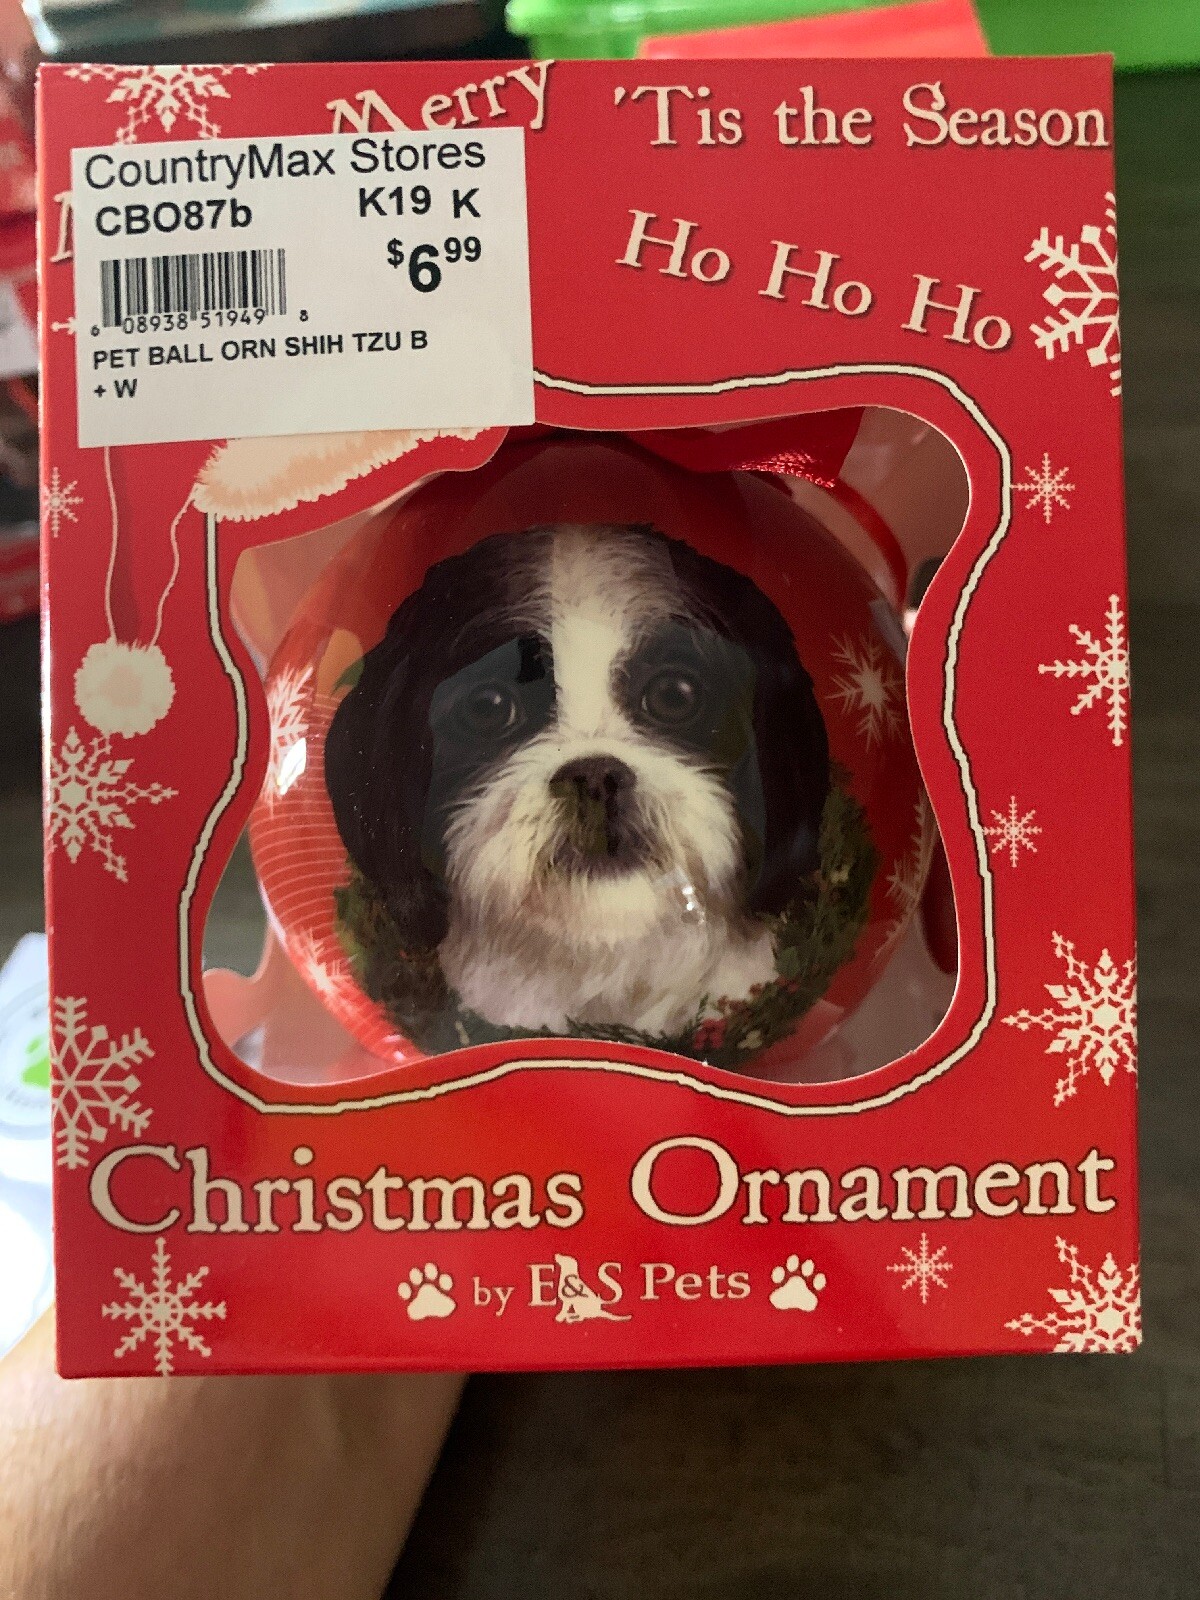 Merry
'Tis the Season
CountryMax Stores
CBO87b K19 K
$6.99
6 08938 51949 8
PET BALL ORN SHIH TZU B
+ W
Ho Ho Ho
Christmas Ornament
by E&S Pets